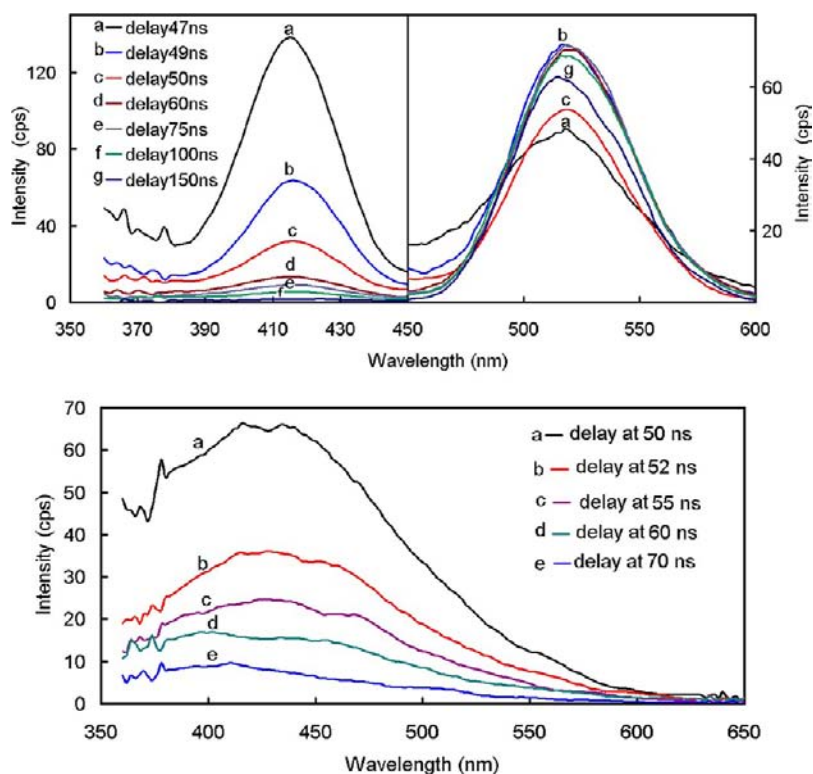 a delay47ns
b delay49ns
c delay50ns
d delay60ns
e delay75ns
f delay100ns
g delay150ns
a
b
c
d
e
f
b
g
c
a
Intensity (cps)
0
40
80
120
350
370
390
410
430
450
500
550
600
20
40
60
Intensity (cps)
Wavelength (nm)
Intensity (cps)
70
60
50
40
30
20
10
0
a
b
c
d
e
a delay at 50 ns
b delay at 52 ns
c delay at 55 ns
d delay at 60 ns
e delay at 70 ns
350
400
450
500
550
600
650
Wavelength (nm)